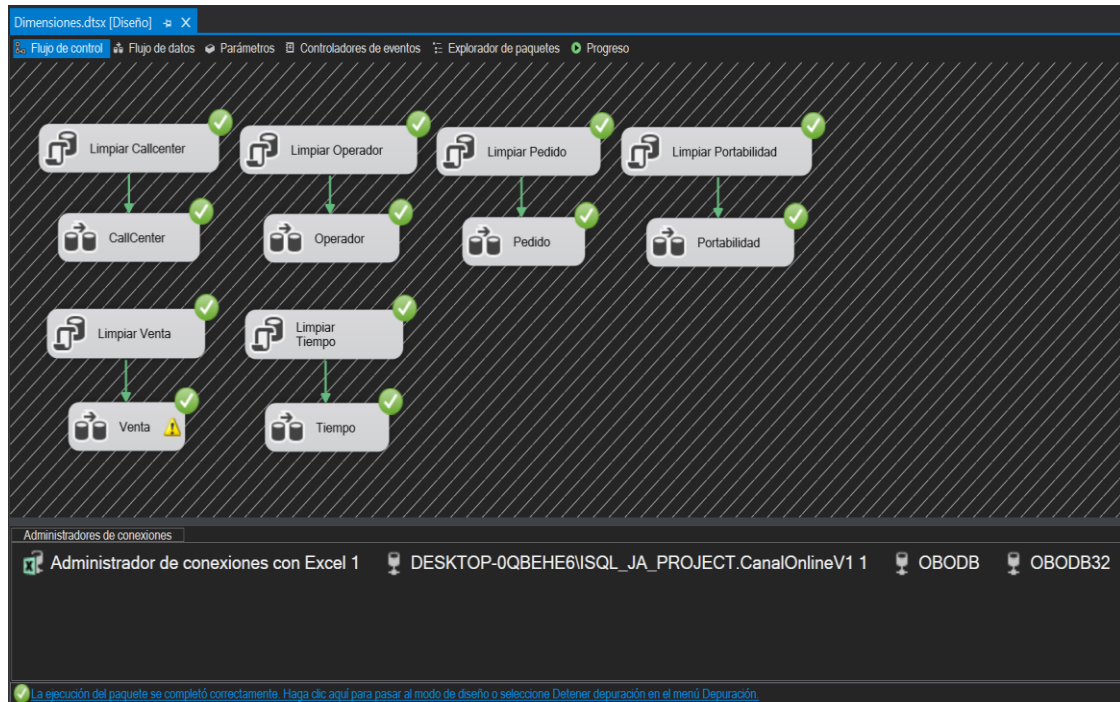 Dimensiones.dtsx [Diseño]
Flujo de control Flujo de datos Parámetros Controladores de eventos Explorador de paquetes Progreso
Limpiar Callcenter
Limpiar Operador
Limpiar Pedido
Limpiar Portabilidad
CallCenter
Operador
Pedido
Portabilidad
Limpiar Venta
Limpiar
Tiempo
Venta
Tiempo
Administradores de conexiones
Administrador de conexiones con Excel 1 DESKTOP-0QBEHE6\ISQL_JA_PROJECT.CanalOnlineV1 1 OBODB OBODB32
La ejecución del paquete se completó correctamente. Haga clic aquí para pasar al modo de diseño o seleccione Detener depuración en el menú Depuración.